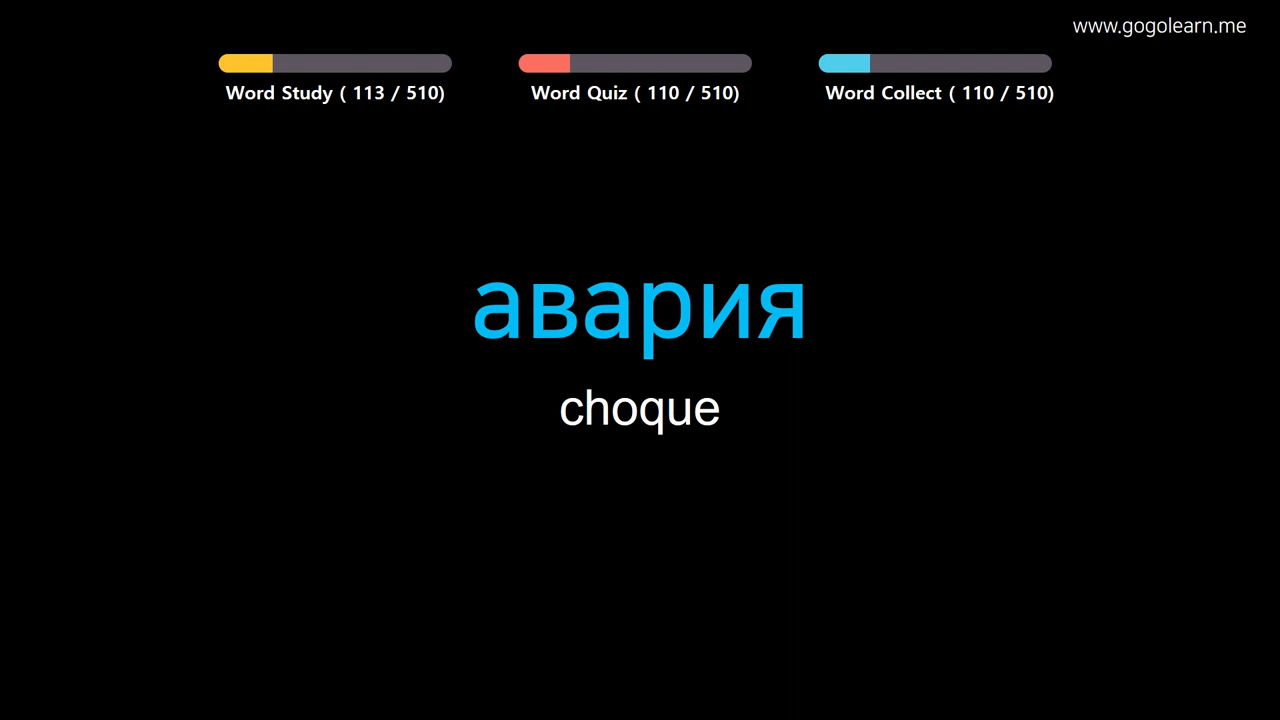 www.gogolearn.me
Word Study ( 113 / 510)
Word Quiz ( 110 / 510)
Word Collect ( 110 / 510)
авария
choque